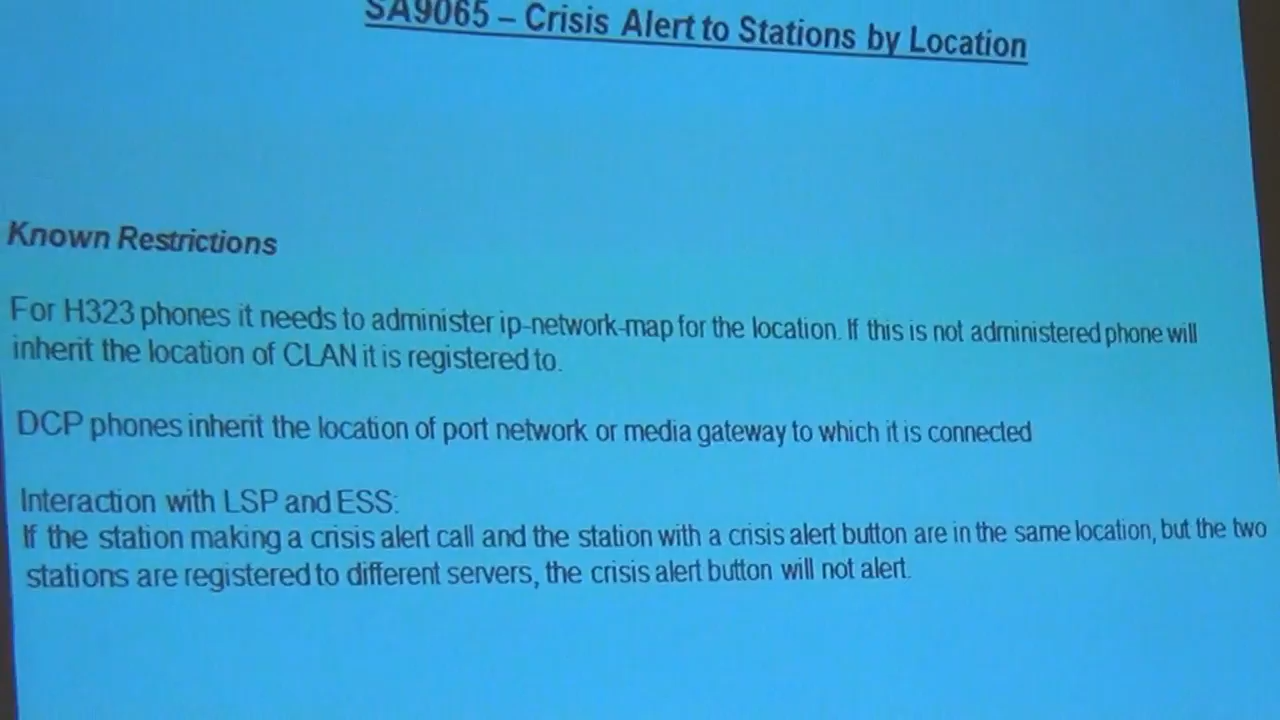 SA9065 – Crisis Alert to Stations by Location
Known Restrictions
For H323 phones it needs to administer ip-network-map for the location. If this is not administered phone will
inherit the location of CLAN it is registered to.
DCP phones inherit the location of port network or media gateway to which it is connected
Interaction with LSP and ESS:
If the station making a crisis alert call and the station with a crisis alert button are in the same location, but the two
stations are registered to different servers, the crisis alert button will not alert.